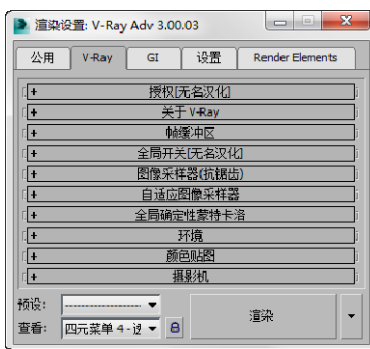 渲染设置: V-Ray Adv 3.00.03
公用 V-Ray GI 设置 Render Elements
+ 授权[无名汉化]
+ 关于 V-Ray
+ 帧缓冲区
+ 全局开关[无名汉化]
+ 图像采样器(抗锯齿)
+ 自适应图像采样器
+ 全局确定性蒙特卡洛
+ 环境
+ 颜色贴图
+ 摄影机
预设: -----------------
渲染
查看: 四元菜单 4 - 透